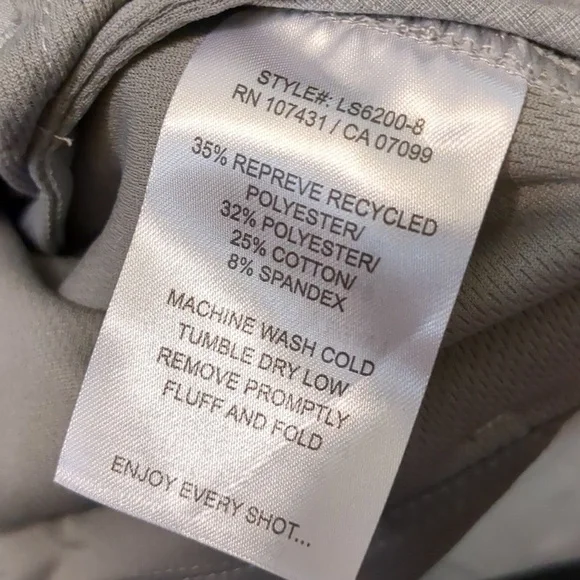 STYLE#: LS6200-8
RN 107431 / CA 07099
35% REPREVE RECYCLED
POLYESTER/
32% POLYESTER/
25% COTTON/
8% SPANDEX
MACHINE WASH COLD
TUMBLE DRY LOW
REMOVE PROMPTLY
FLUFF AND FOLD
ENJOY EVERY SHOT...